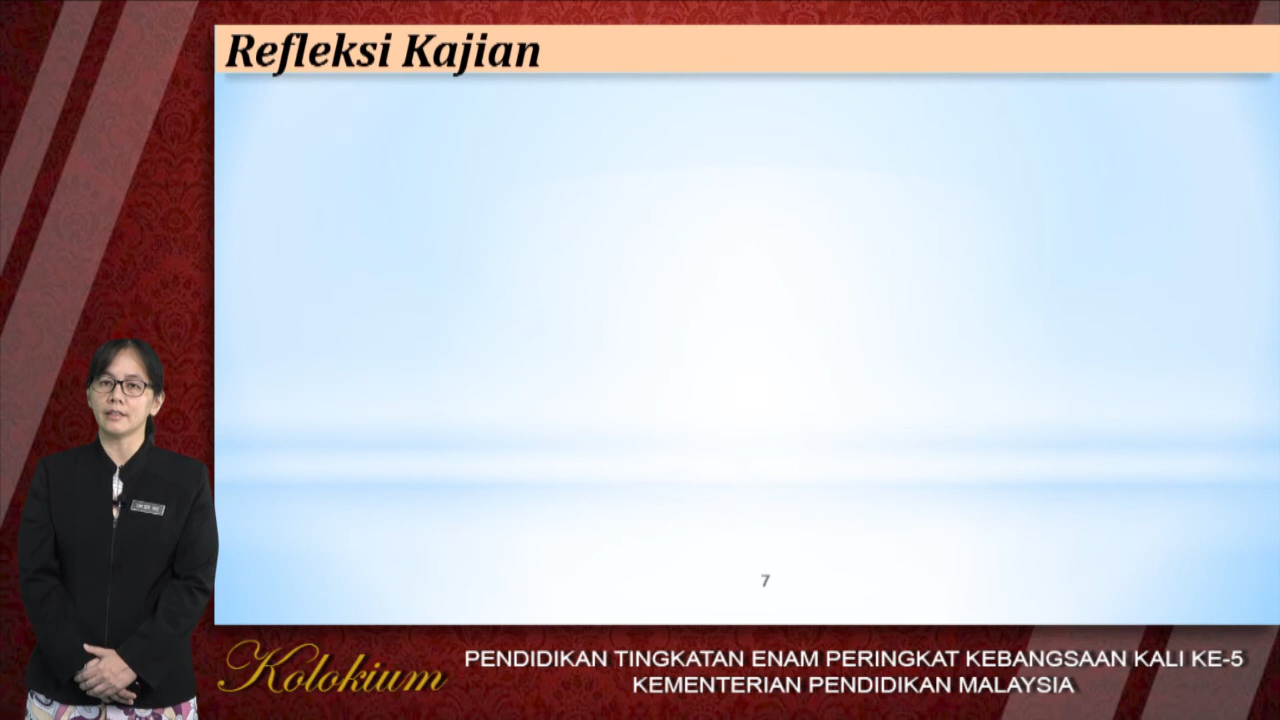 Refleksi Kajian
7
Kolokium
PENDIDIKAN TINGKATAN ENAM PERINGKAT KEBANGSAAN KALI KE-5
KEMENTERIAN PENDIDIKAN MALAYSIA